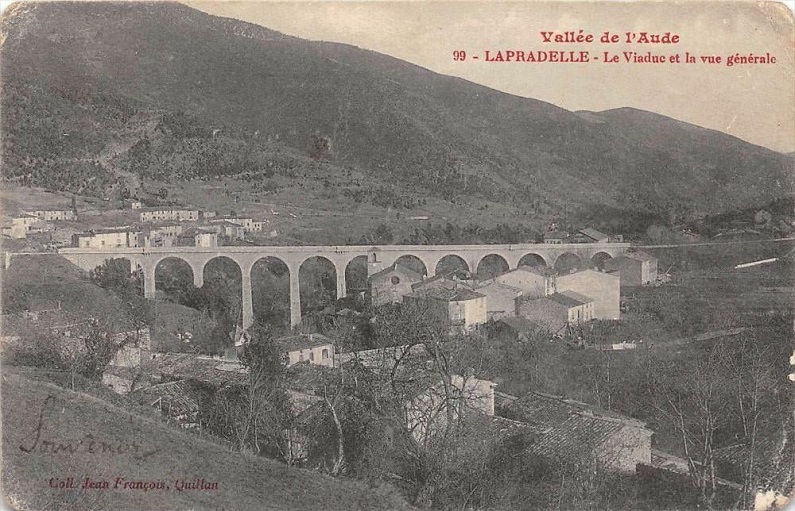 Vallée de l'Aude
99 - LAPRADELLE - Le Viaduc et la vue générale
Souvenir
Coll. Jean François, Quillan